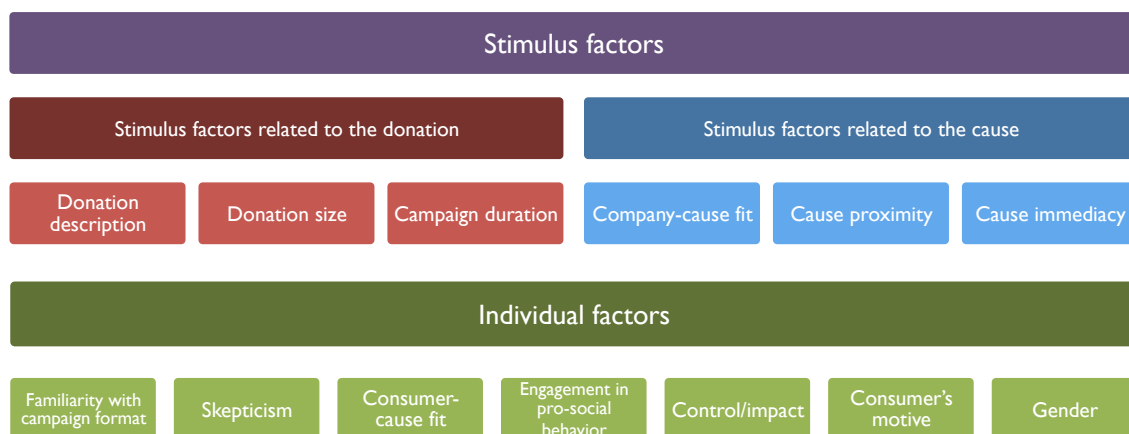 Stimulus factors
Stimulus factors related to the donation
Stimulus factors related to the cause
Donation
description
Donation size
Campaign duration
Company-cause fit
Cause proximity
Cause immediacy
Individual factors
Familiarity with
campaign format
Skepticism
Consumer-
cause fit
Engagement in
pro-social
behavior
Control/impact
Consumer's
motive
Gender